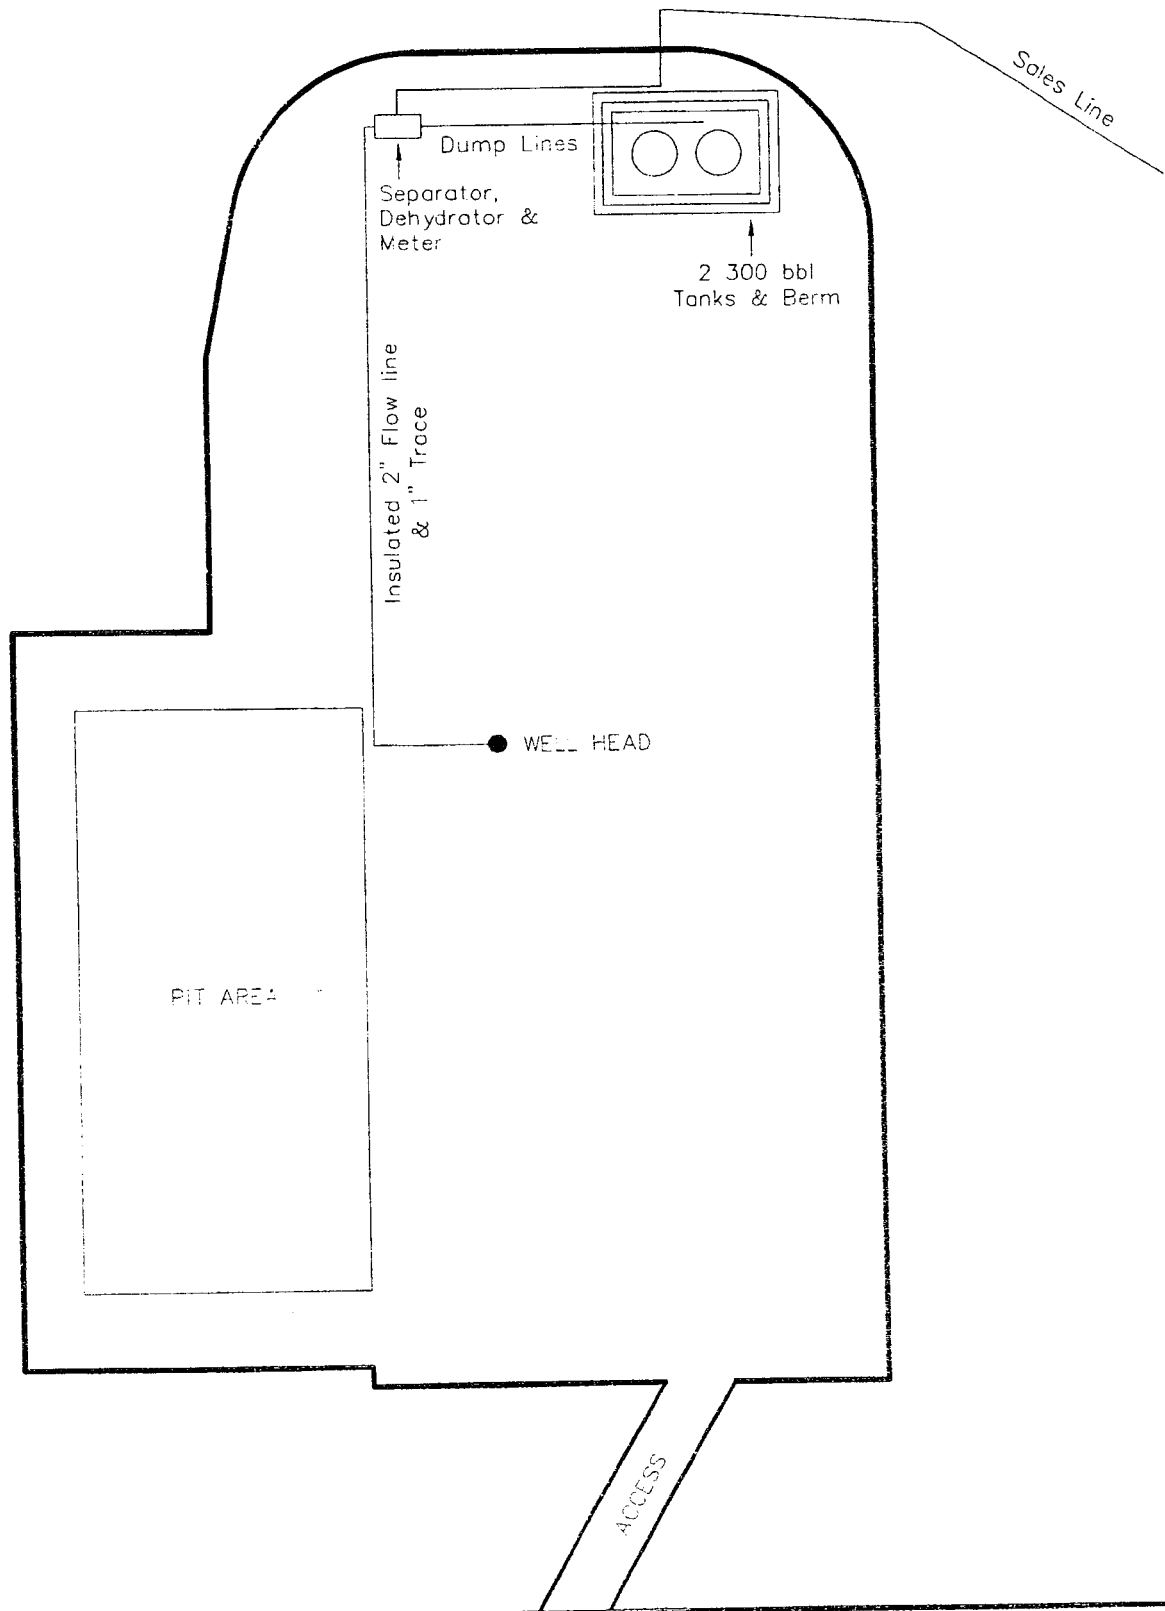 Sales Line
Dump Lines
Separator,
Dehydrator &
Meter
2 300 bbl
Tanks & Berm
Insulated 2" Flow line
& 1" Trace
WELL HEAD
PIT AREA
ACCESS